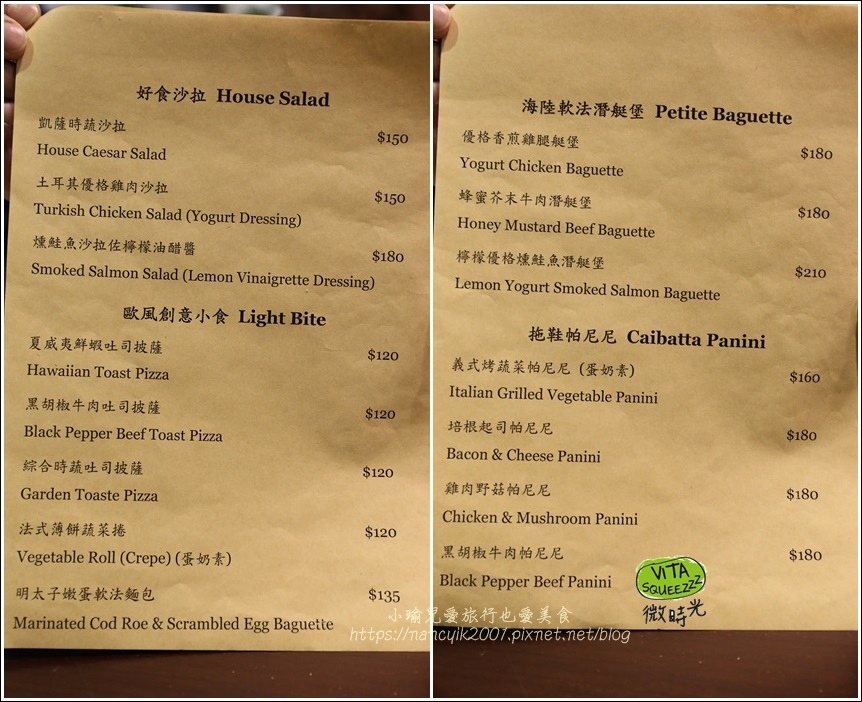 好食沙拉 House Salad
凱薩時蔬沙拉
$150
House Caesar Salad
土耳其優格雞肉沙拉
$150
Turkish Chicken Salad (Yogurt Dressing)
燻鮭魚沙拉佐檸檬油醋醬
$180
Smoked Salmon Salad (Lemon Vinaigrette Dressing)
歐風創意小食 Light Bite
夏威夷鮮蝦吐司披薩
$120
Hawaiian Toast Pizza
黑胡椒牛肉吐司披薩
$120
Black Pepper Beef Toast Pizza
綜合時蔬吐司披薩
$120
Garden Toaste Pizza
法式薄餅蔬菜捲
$120
Vegetable Roll (Crepe) (蛋奶素)
明太子嫩蛋軟法麵包
$135
Marinated Cod Roe & Scrambled Egg Baguette
海陸軟法潛艇堡 Petite Baguette
優格香煎雞腿艇堡
$180
Yogurt Chicken Baguette
蜂蜜芥末牛肉潛艇堡
$180
Honey Mustard Beef Baguette
檸檬優格燻鮭魚潛艇堡
$210
Lemon Yogurt Smoked Salmon Baguette
拖鞋帕尼尼 Caibatta Panini
義式烤蔬菜帕尼尼 (蛋奶素)
$160
Italian Grilled Vegetable Panini
培根起司帕尼尼
$180
Bacon & Cheese Panini
雞肉野菇帕尼尼
$180
Chicken & Mushroom Panini
黑胡椒牛肉帕尼尼
$180
Black Pepper Beef Panini
VITA
SQUEEZZZ
微時光
小瑜兒愛旅行也愛美食
https://nancyik2001.pixnet.net/blog